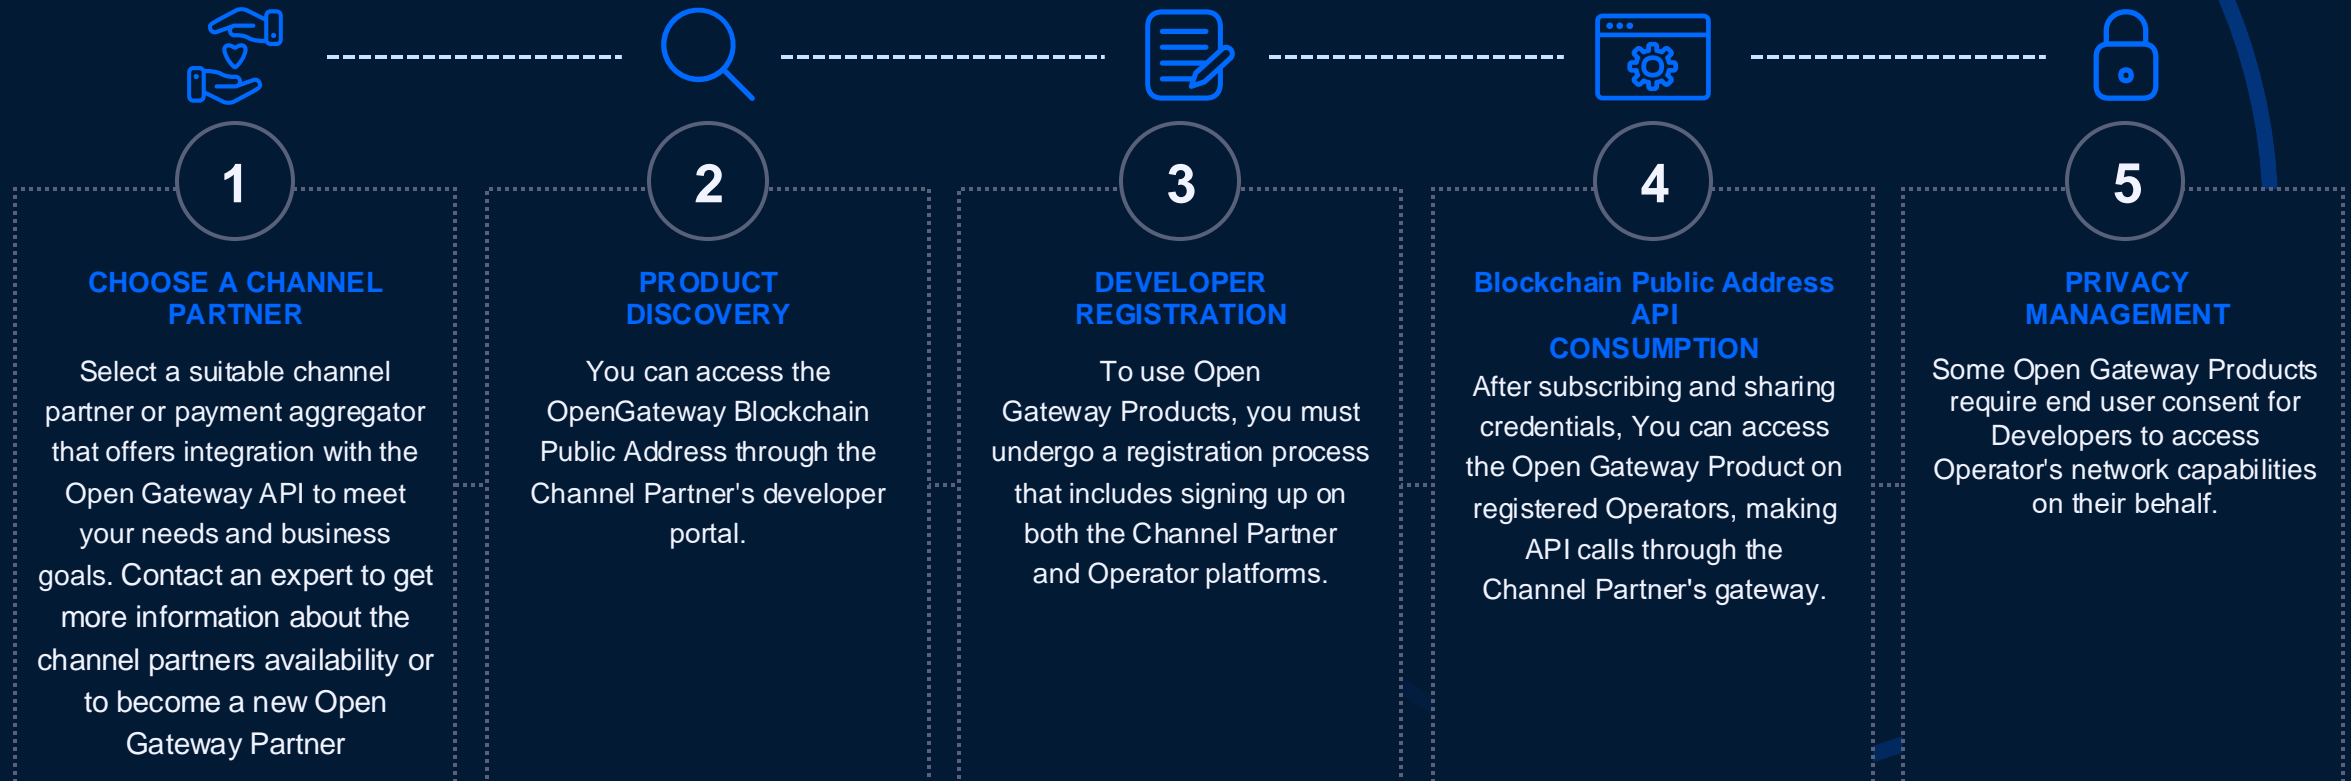 1
CHOOSE A CHANNEL
PARTNER
Select a suitable channel
partner or payment aggregator
that offers integration with the
Open Gateway API to meet
your needs and business
goals. Contact an expert to get
more information about the
channel partners availability or
to become a new Open
Gateway Partner
2
PRODUCT
DISCOVERY
You can access the
OpenGateway Blockchain
Public Address through the
Channel Partner's developer
portal.
3
DEVELOPER
REGISTRATION
To use Open
Gateway Products, you must
undergo a registration process
that includes signing up on
both the Channel Partner
and Operator platforms.
4
Blockchain Public Address
API
CONSUMPTION
After subscribing and sharing
credentials, You can access
the Open Gateway Product on
registered Operators, making
API calls through the
Channel Partner's gateway.
5
PRIVACY
MANAGEMENT
Some Open Gateway Products
require end user consent for
Developers to access
Operator's network capabilities
on their behalf.